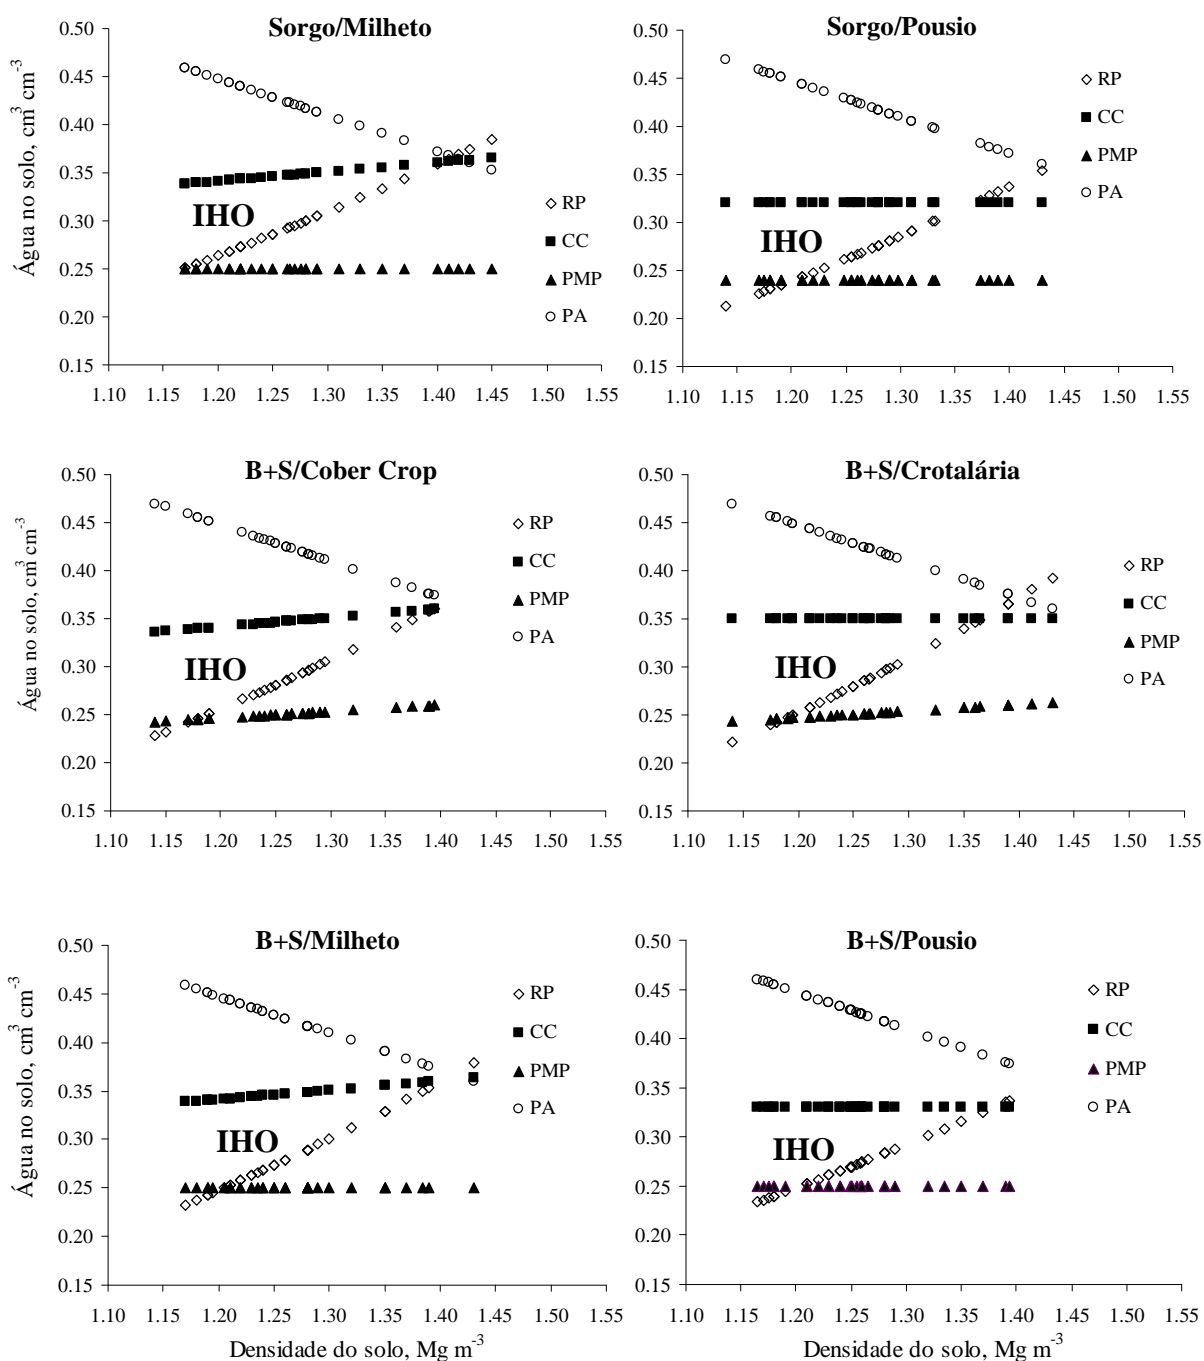 Sorgo/Milheto
Água no solo, cm³ cm⁻³
0.50
0.45
0.40
0.35
0.30
0.25
0.20
0.15
IHO
RP
CC
PMP
PA
1.10 1.15 1.20 1.25 1.30 1.35 1.40 1.45 1.50 1.55
Sorgo/Pousio
0.50
0.45
0.40
0.35
0.30
0.25
0.20
0.15
IHO
RP
CC
PMP
PA
1.10 1.15 1.20 1.25 1.30 1.35 1.40 1.45 1.50 1.55
B+S/Cober Crop
Água no solo, cm³ cm⁻³
0.50
0.45
0.40
0.35
0.30
0.25
0.20
0.15
IHO
RP
CC
PMP
PA
1.10 1.15 1.20 1.25 1.30 1.35 1.40 1.45 1.50 1.55
B+S/Crotalária
0.50
0.45
0.40
0.35
0.30
0.25
0.20
0.15
IHO
RP
CC
PMP
PA
1.10 1.15 1.20 1.25 1.30 1.35 1.40 1.45 1.50 1.55
B+S/Milheto
Água no solo, cm³ cm⁻³
0.50
0.45
0.40
0.35
0.30
0.25
0.20
0.15
IHO
RP
CC
PMP
PA
1.10 1.15 1.20 1.25 1.30 1.35 1.40 1.45 1.50 1.55
Densidade do solo, Mg m⁻³
B+S/Pousio
0.50
0.45
0.40
0.35
0.30
0.25
0.20
0.15
IHO
RP
CC
PMP
PA
1.10 1.15 1.20 1.25 1.30 1.35 1.40 1.45 1.50 1.55
Densidade do solo, Mg m⁻³